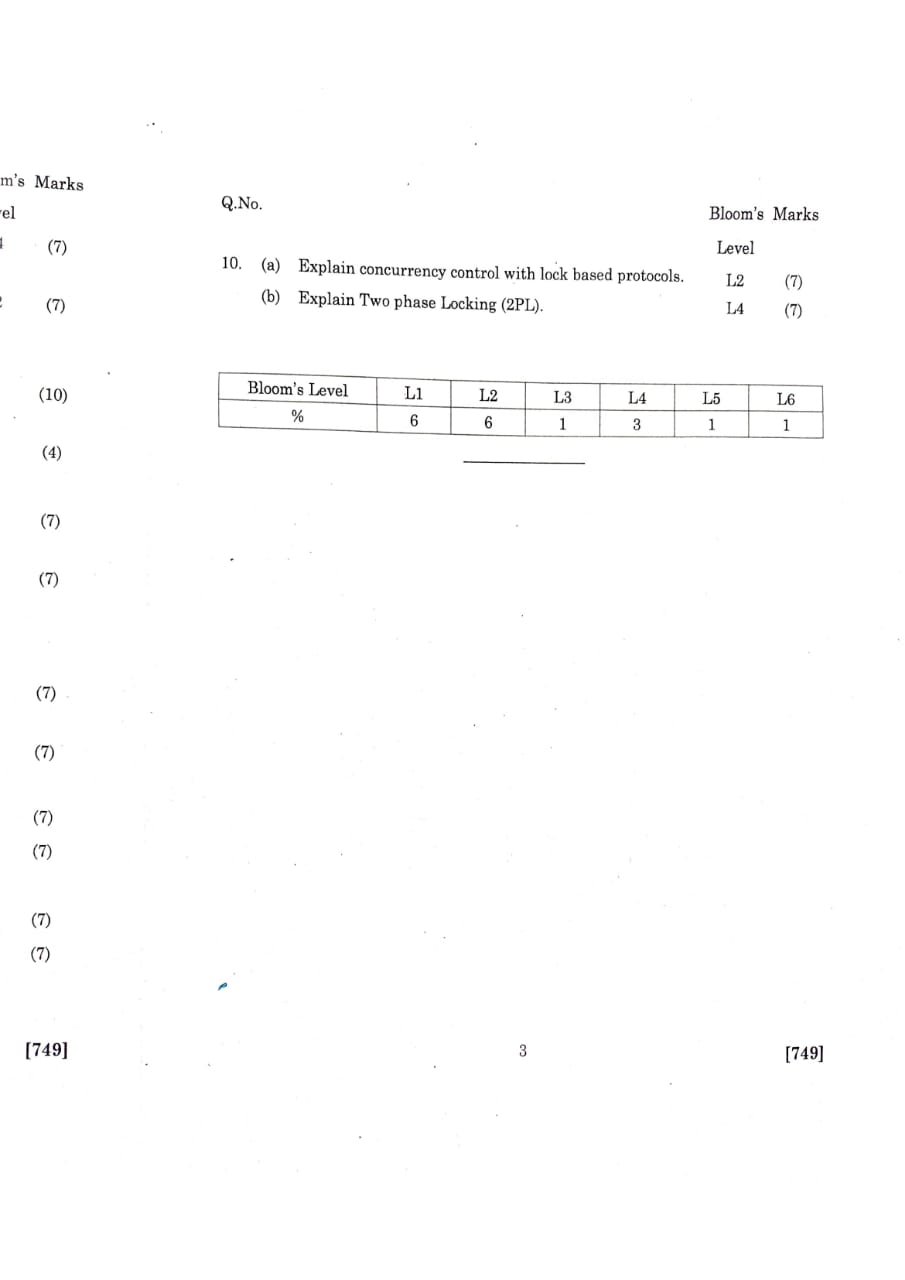 m's Marks
el
(7)
(7)
(10)
(4)
(7)
(7)
(7)
(7)
(7)
(7)
(7)
(7)
[749]
Q.No.
Bloom's Marks
Level
10. (a) Explain concurrency control with lock based protocols. L2 (7)
(b) Explain Two phase Locking (2PL). L4 (7)
Bloom's Level L1 L2 L3 L4 L5 L6
% 6 6 1 3 1 1
3 [749]